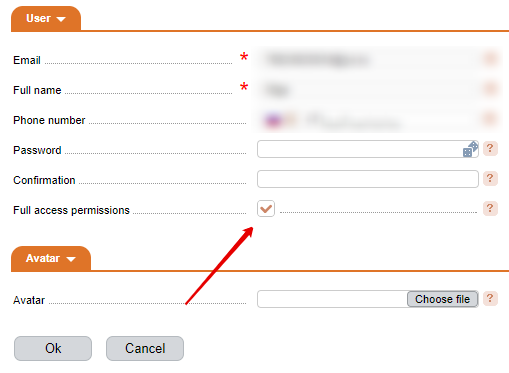 User
Email *
Full name *
Phone number
Password ?
Confirmation ?
Full access permissions ?
Avatar
Avatar Choose file ?
Ok Cancel